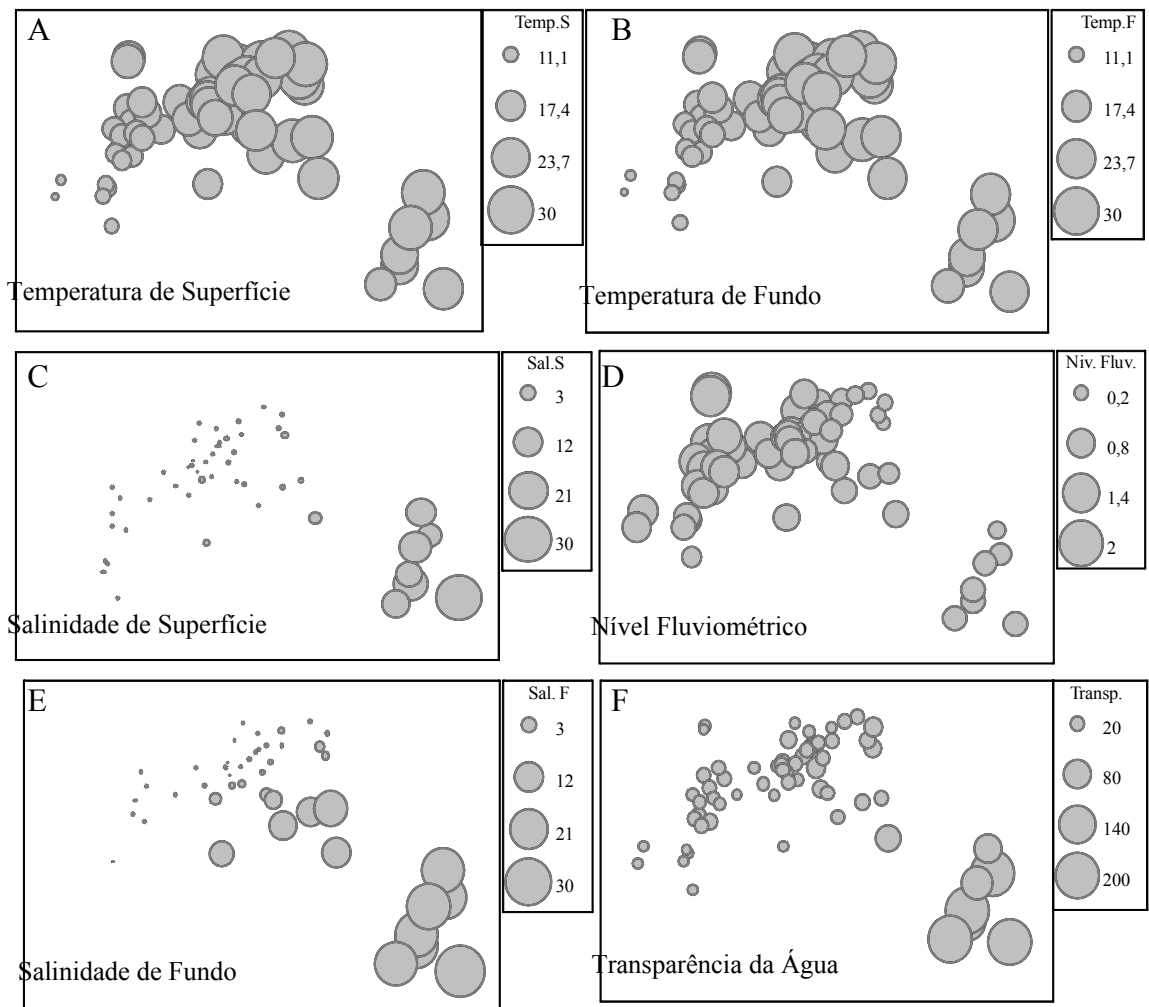 A
Temp.S
11,1
17,4
23,7
30
Temperatura de Superfície
B
Temp.F
11,1
17,4
23,7
30
Temperatura de Fundo
C
Sal.S
3
12
21
30
Salinidade de Superfície
D
Niv. Fluv.
0,2
0,8
1,4
2
Nível Fluviométrico
E
Sal. F
3
12
21
30
Salinidade de Fundo
F
Transp.
20
80
140
200
Transparência da Água